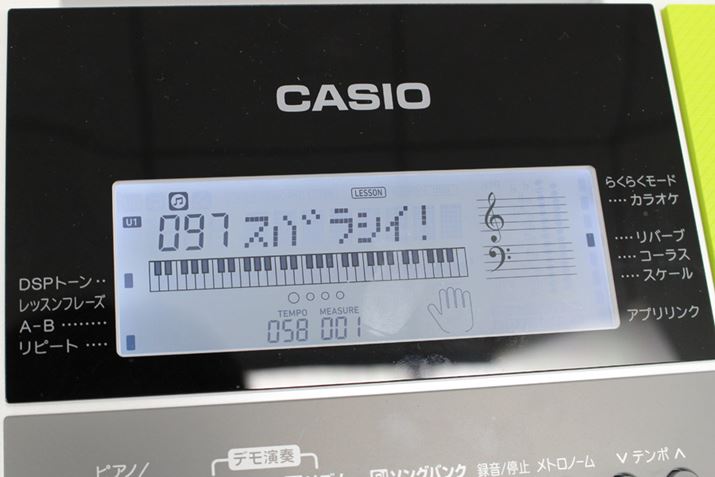 CASIO
らくらくモード
カラオケ
リバーブ
コーラス
スケール
アプリリンク
LESSON
U1
097 スバラシイ!
TEMPO MEASURE
058 001
DSPトーン
レッスンフレーズ
A-B
リピート
デモ演奏
ピアノ/
ソングバンク 録音/停止 メトロノーム ∨テンポ∧